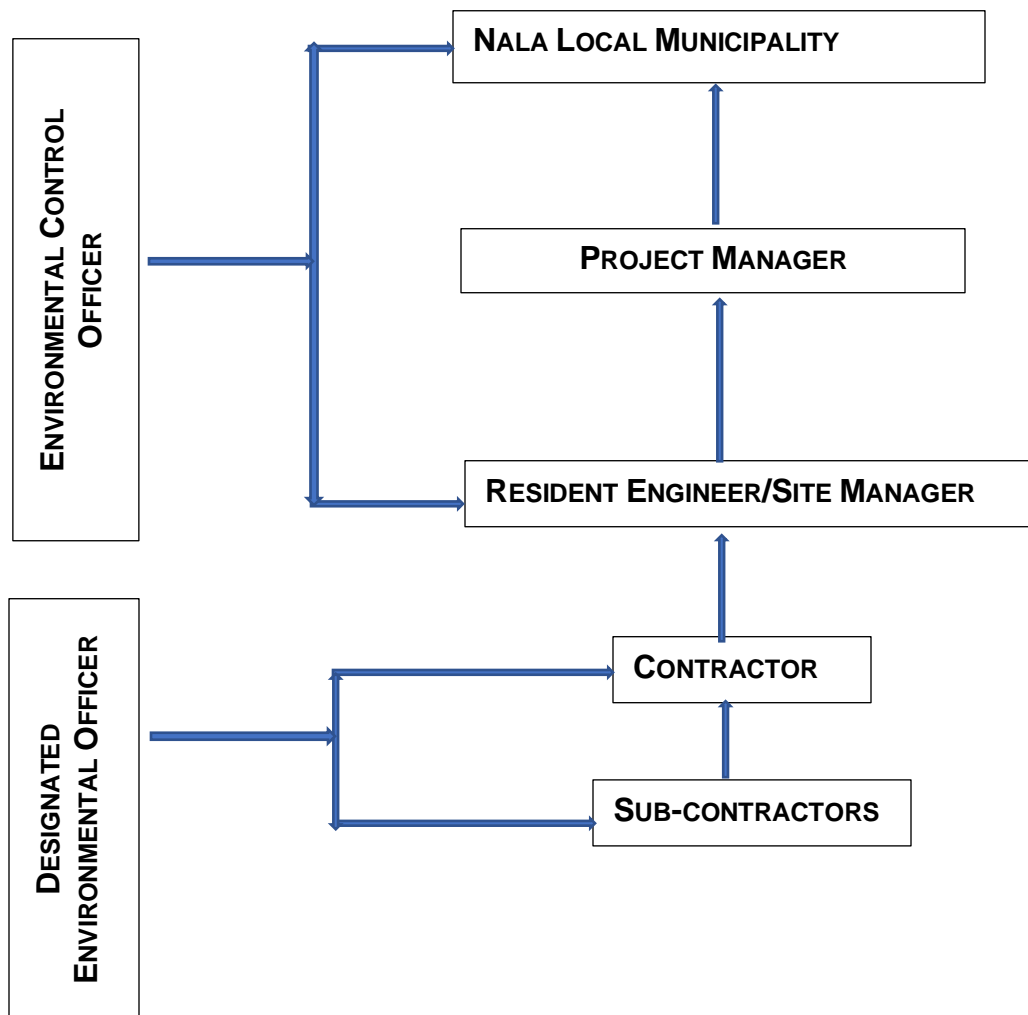 NALA LOCAL MUNICIPALITY
ENVIRONMENTAL CONTROL
OFFICER
PROJECT MANAGER
RESIDENT ENGINEER/SITE MANAGER
DESIGNATED
ENVIRONMENTAL OFFICER
CONTRACTOR
SUB-CONTRACTORS